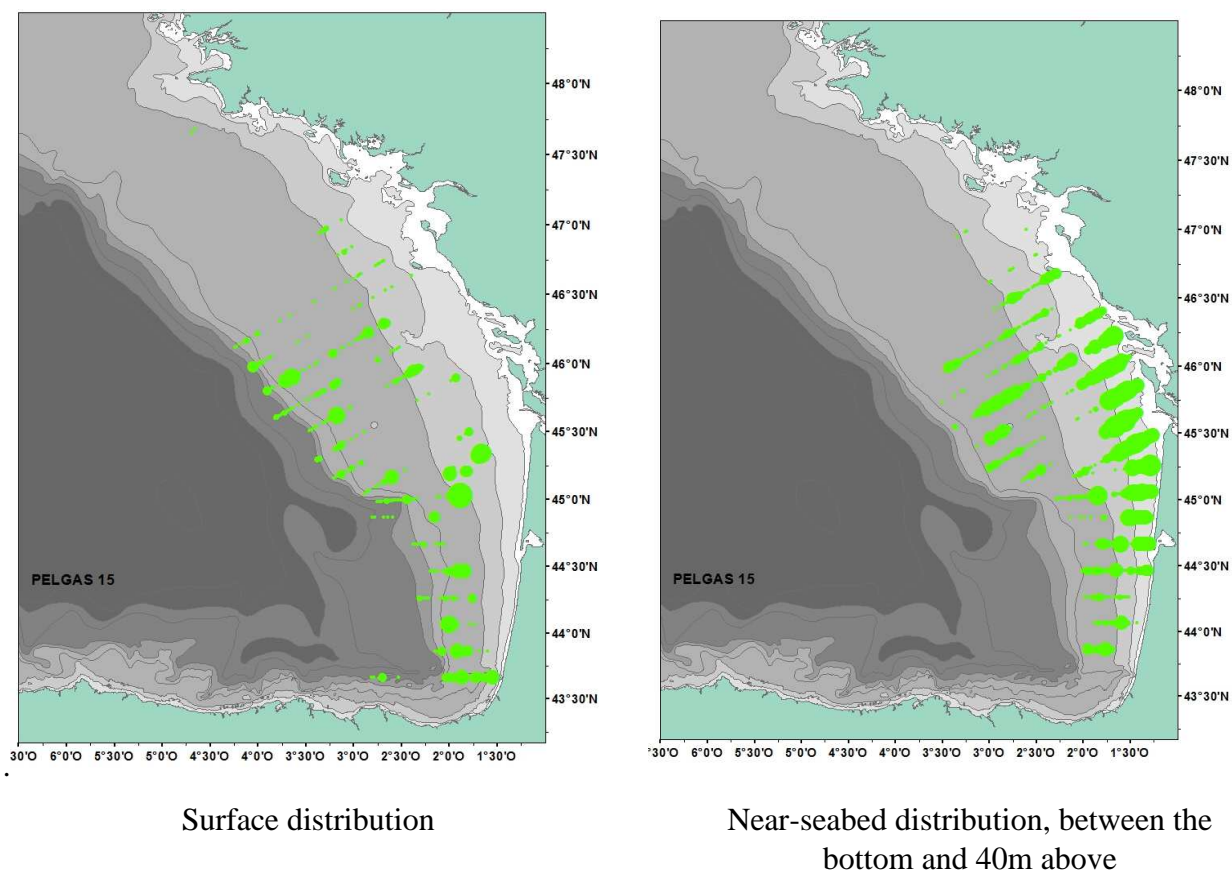 48°0'N
47°30'N
47°0'N
46°30'N
46°0'N
45°30'N
45°0'N
44°30'N
44°0'N
43°30'N
PELGAS 15
30'O 6°0'O 5°30'O 5°0'O 4°30'O 4°0'O 3°30'O 3°0'O 2°30'O 2°0'O 1°30'O
.
Surface distribution
48°0'N
47°30'N
47°0'N
46°30'N
46°0'N
45°30'N
45°0'N
44°30'N
44°0'N
43°30'N
PELGAS 15
°30'O 6°0'O 5°30'O 5°0'O 4°30'O 4°0'O 3°30'O 3°0'O 2°30'O 2°0'O 1°30'O
Near-seabed distribution, between the
bottom and 40m above